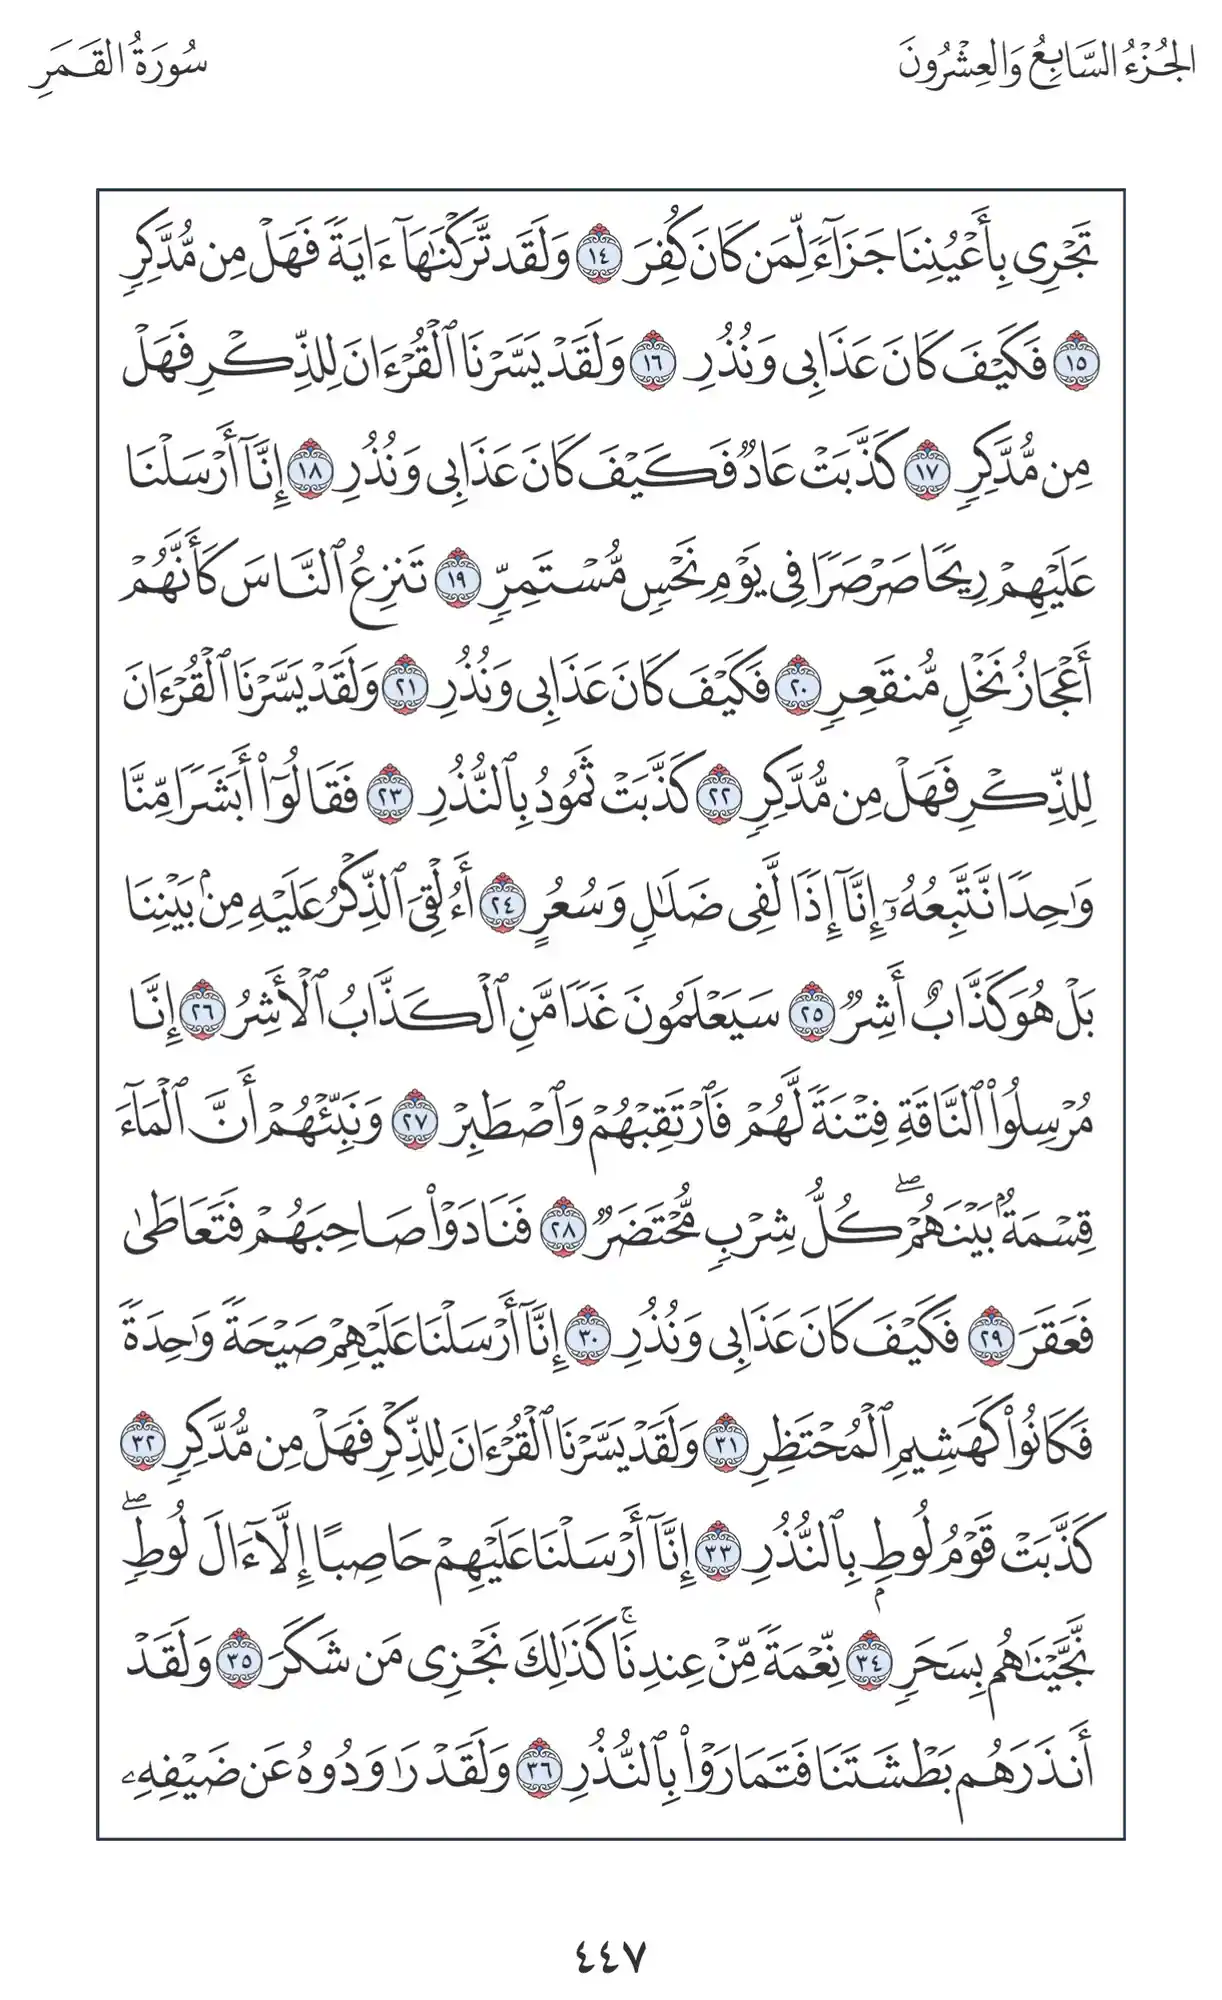 الجُزْءُ السَّابِعُ وَالعِشْرُونَ
سُورَةُ القَمَرِ
تَجْرِى بِأَعْيُنِنَا جَزَآءً لِّمَن كَانَ كُفِرَ ١٤ وَلَقَد تَّرَكْنَٰهَآ ءَايَةً فَهَلْ مِن مُّدَّكِرٍ
١٥ فَكَيْفَ كَانَ عَذَابِى وَنُذُرِ ١٦ وَلَقَدْ يَسَّرْنَا ٱلْقُرْءَانَ لِلذِّكْرِ فَهَلْ
مِن مُّدَّكِرٍ ١٧ كَذَّبَتْ عَادٌ فَكَيْفَ كَانَ عَذَابِى وَنُذُرِ ١٨ إِنَّآ أَرْسَلْنَا
عَلَيْهِمْ رِيحًا صَرْصَرًا فِى يَوْمِ نَحْسٍ مُّسْتَمِرٍّ ١٩ تَنزِعُ ٱلنَّاسَ كَأَنَّهُمْ
أَعْجَازُ نَخْلٍ مُّنقَعِرٍ ٢٠ فَكَيْفَ كَانَ عَذَابِى وَنُذُرِ ٢١ وَلَقَدْ يَسَّرْنَا ٱلْقُرْءَانَ
لِلذِّكْرِ فَهَلْ مِن مُّدَّكِرٍ ٢٢ كَذَّبَتْ ثَمُودُ بِٱلنُّذُرِ ٢٣ فَقَالُوٓا۟ أَبَشَرًا مِّنَّا
وَٰحِدًا نَّتَّبِعُهُۥٓ إِنَّآ إِذًا لَّفِى ضَلَٰلٍ وَسُعُرٍ ٢٤ أَءُلْقِىَ ٱلذِّكْرُ عَلَيْهِ مِنۢ بَيْنِنَا
بَلْ هُوَ كَذَّابٌ أَشِرٌ ٢٥ سَيَعْلَمُونَ غَدًا مَّنِ ٱلْكَذَّابُ ٱلْأَشِرُ ٢٦ إِنَّا
مُرْسِلُوا۟ ٱلنَّاقَةِ فِتْنَةً لَّهُمْ فَٱرْتَقِبْهُمْ وَٱصْطَبِرْ ٢٧ وَنَبِّئْهُمْ أَنَّ ٱلْمَآءَ
قِسْمَةٌۢ بَيْنَهُمْ ۖ كُلُّ شِرْبٍ مُّحْتَضَرٌ ٢٨ فَنَادَوْا۟ صَاحِبَهُمْ فَتَعَاطَىٰ
فَعَقَرَ ٢٩ فَكَيْفَ كَانَ عَذَابِى وَنُذُرِ ٣٠ إِنَّآ أَرْسَلْنَا عَلَيْهِمْ صَيْحَةً وَٰحِدَةً
فَكَانُوا۟ كَهَشِيمِ ٱلْمُحْتَظِرِ ٣١ وَلَقَدْ يَسَّرْنَا ٱلْقُرْءَانَ لِلذِّكْرِ فَهَلْ مِن مُّدَّكِرٍ ٣٢
كَذَّبَتْ قَوْمُ لُوطٍۭ بِٱلنُّذُرِ ٣٣ إِنَّآ أَرْسَلْنَا عَلَيْهِمْ حَاصِبًا إِلَّآ ءَالَ لُوطٍ ۖ
نَّجَّيْنَٰهُم بِسَحَرٍ ٣٤ نِّعْمَةً مِّنْ عِندِنَا ۚ كَذَٰلِكَ نَجْزِى مَن شَكَرَ ٣٥ وَلَقَدْ
أَنذَرَهُم بَطْشَتَنَا فَتَمَارَوْا۟ بِٱلنُّذُرِ ٣٦ وَلَقَدْ رَٰوَدُوهُ عَن ضَيْفِهِۦ
٤٤٧